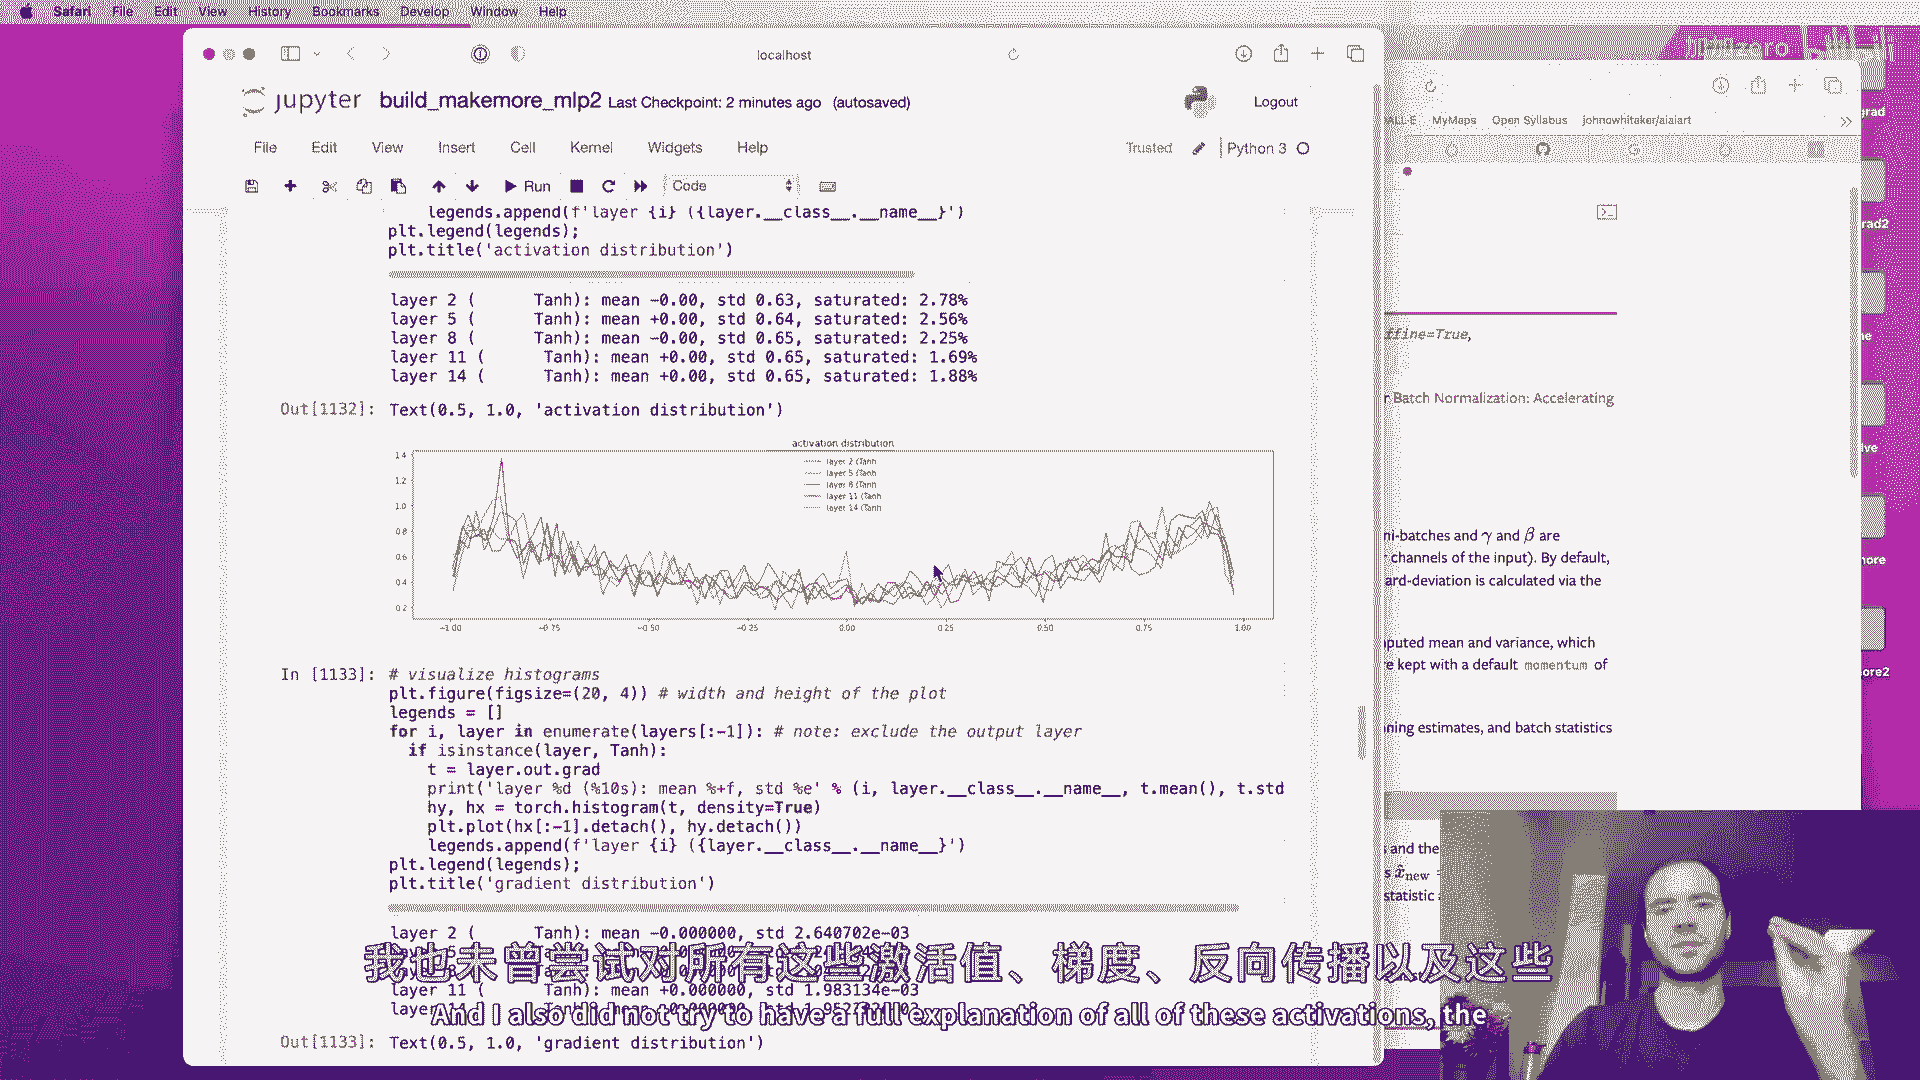 Safari File Edit View History Bookmarks Develop Window Help
localhost
jupyter build_makemore_mlp2 Last Checkpoint: 2 minutes ago (autosaved)
Logout
File Edit View Insert Cell Kernel Widgets Help
Trusted Python 3
Run Code
MyMaps Open Syllabus johnowhitaker/aiaiart
legends.append(f'layer {i} ({layer.__class__.__name__}')
plt.legend(legends);
plt.title('activation distribution')
layer 2 ( Tanh): mean -0.00, std 0.63, saturated: 2.78%
layer 5 ( Tanh): mean +0.00, std 0.64, saturated: 2.56%
layer 8 ( Tanh): mean -0.00, std 0.65, saturated: 2.25%
layer 11 ( Tanh): mean +0.00, std 0.65, saturated: 1.69%
layer 14 ( Tanh): mean +0.00, std 0.65, saturated: 1.88%
Out[1132]: Text(0.5, 1.0, 'activation distribution')
activation distribution
layer 2 (Tanh
layer 5 (Tanh
layer 8 (Tanh
layer 11 (Tanh
layer 14 (Tanh
1.4
1.2
1.0
0.8
0.6
0.4
0.2
-1.00 -0.75 -0.50 -0.25 0.00 0.25 0.50 0.75 1.00
In [1133]: # visualize histograms
plt.figure(figsize=(20, 4)) # width and height of the plot
legends = []
for i, layer in enumerate(layers[:-1]): # note: exclude the output layer
if isinstance(layer, Tanh):
t = layer.out.grad
print('layer %d (%10s): mean %+f, std %e' % (i, layer.__class__.__name__, t.mean(), t.std
hy, hx = torch.histogram(t, density=True)
plt.plot(hx[:-1].detach(), hy.detach())
legends.append(f'layer {i} ({layer.__class__.__name__}')
plt.legend(legends);
plt.title('gradient distribution')
layer 2 ( Tanh): mean -0.000000, std 2.640702e-03
layer 11 ( Tanh): mean +0.000000, std 1.983134e-03
Out[1133]: Text(0.5, 1.0, 'gradient distribution')
ffine=True,
r Batch Normalization: Accelerating
ni-batches and γ and β are
channels of the input). By default,
ard-deviation is calculated via the
puted mean and variance, which
e kept with a default momentum of
ning estimates, and batch statistics
and the
x̂new
statistic
我也未曾尝试对所有这些激活值、梯度、反向传播以及这些
And I also did not try to have a full explanation of all of these activations, the